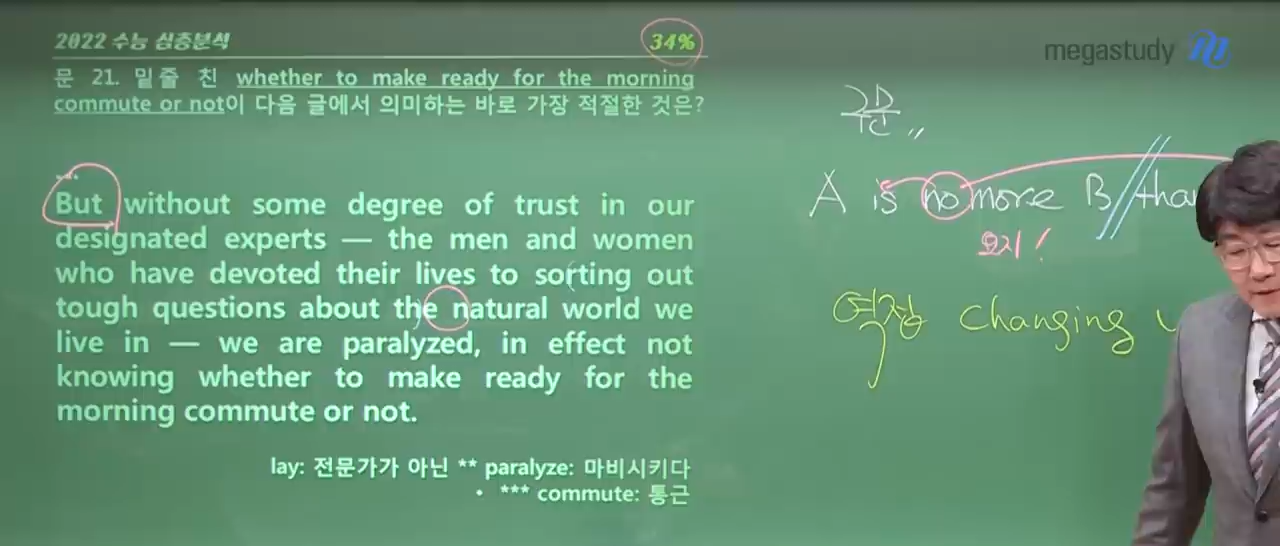 2022 수능 심층분석
34%
megastudy
문 21. 밑줄 친 whether to make ready for the morning
commute or not이 다음 글에서 의미하는 바로 가장 적절한 것은?
...
But without some degree of trust in our
designated experts — the men and women
who have devoted their lives to sorting out
tough questions about the natural world we
live in — we are paralyzed, in effect not
knowing whether to make ready for the
morning commute or not.
lay: 전문가가 아닌 ** paralyze: 마비시키다
• *** commute: 통근
A is no more B // than
changing